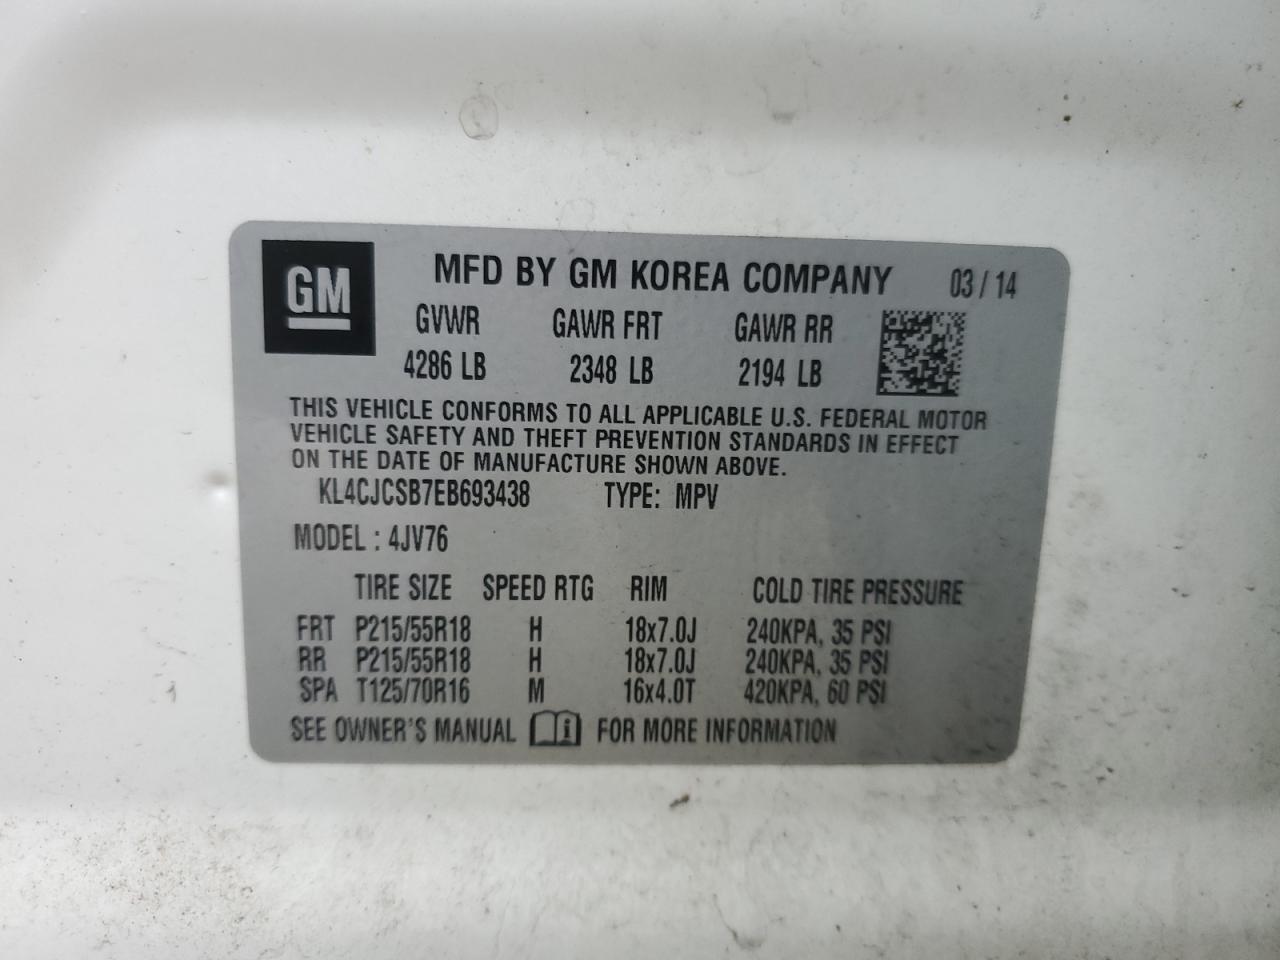 GM
MFD BY GM KOREA COMPANY 03 / 14
GVWR GAWR FRT GAWR RR
4286 LB 2348 LB 2194 LB
THIS VEHICLE CONFORMS TO ALL APPLICABLE U.S. FEDERAL MOTOR
VEHICLE SAFETY AND THEFT PREVENTION STANDARDS IN EFFECT
ON THE DATE OF MANUFACTURE SHOWN ABOVE.
KL4CJCSB7EB693438 TYPE: MPV
MODEL : 4JV76
TIRE SIZE SPEED RTG RIM COLD TIRE PRESSURE
FRT P215/55R18 H 18x7.0J 240KPA, 35 PSI
RR P215/55R18 H 18x7.0J 240KPA, 35 PSI
SPA T125/70R16 M 16x4.0T 420KPA, 60 PSI
SEE OWNER'S MANUAL i FOR MORE INFORMATION